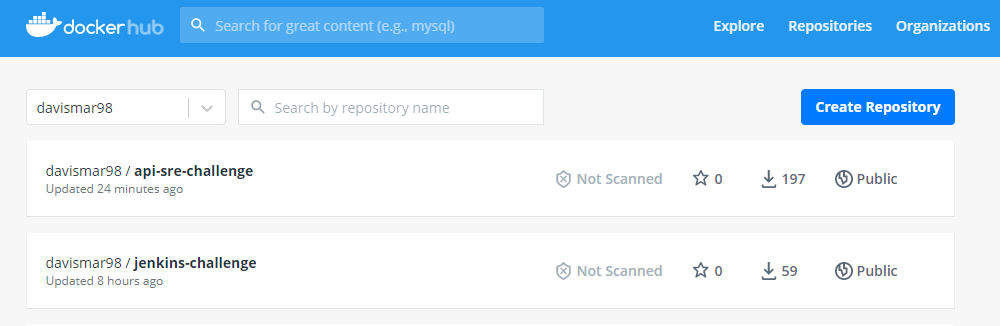 dockerhub Search for great content (e.g., mysql) Explore Repositories Organizations
davismar98 Search by repository name Create Repository
davismar98 / api-sre-challenge
Updated 24 minutes ago
Not Scanned 0 197 Public
davismar98 / jenkins-challenge
Updated 8 hours ago
Not Scanned 0 59 Public